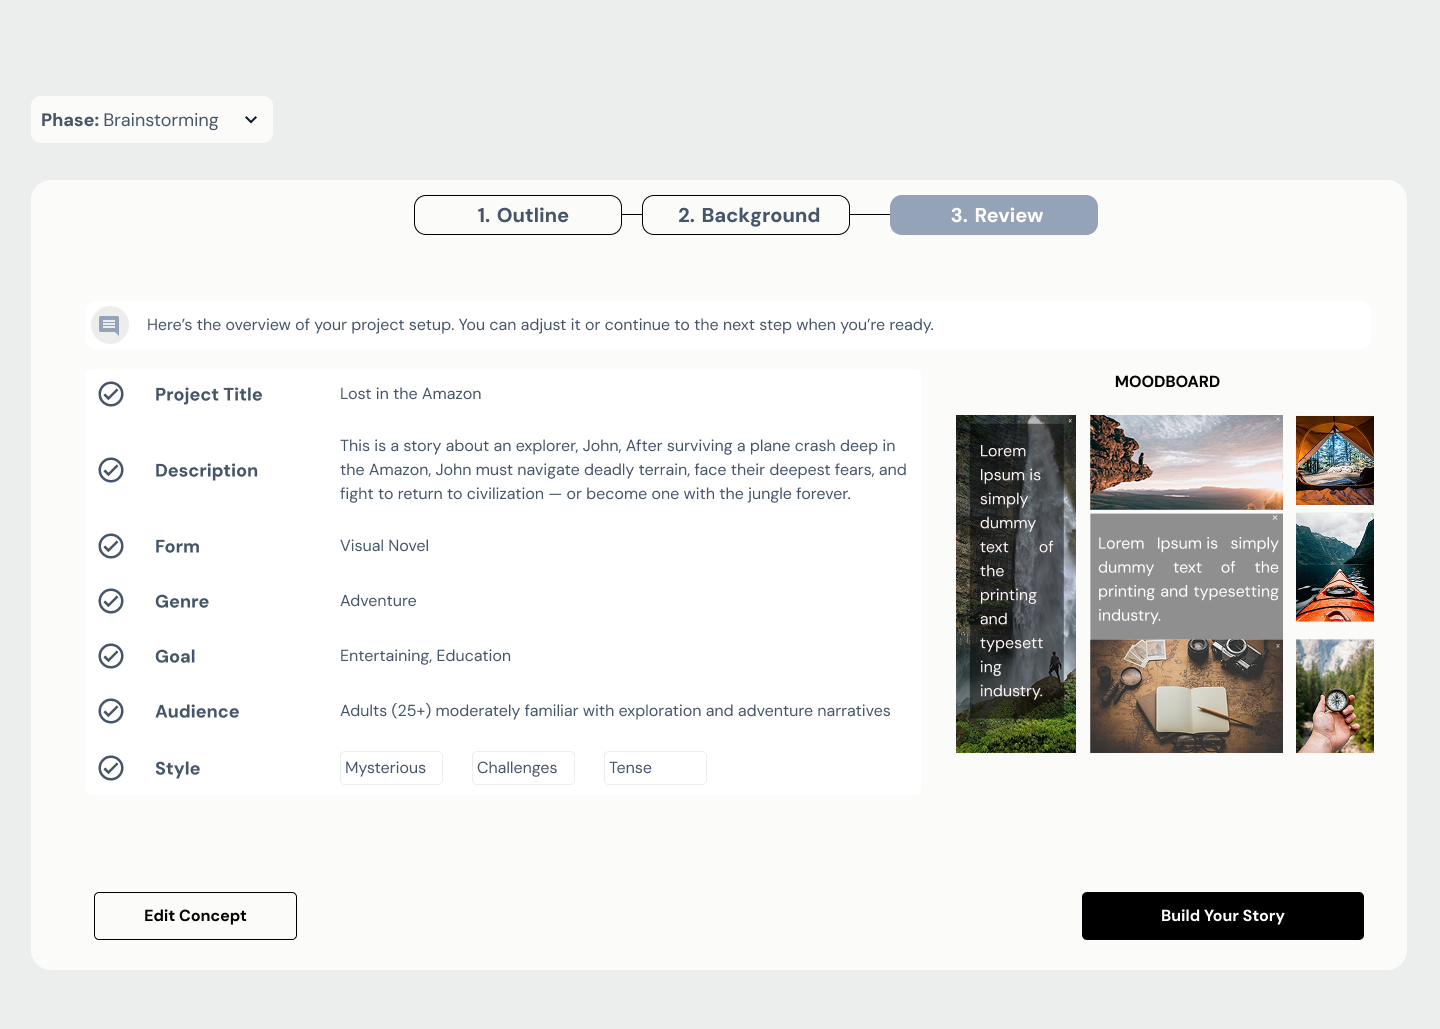 Phase: Brainstorming
1. Outline
2. Background
3. Review
Here’s the overview of your project setup. You can adjust it or continue to the next step when you’re ready.
Project Title
Lost in the Amazon
Description
This is a story about an explorer, John, After surviving a plane crash deep in
the Amazon, John must navigate deadly terrain, face their deepest fears, and
fight to return to civilization — or become one with the jungle forever.
Form
Visual Novel
Genre
Adventure
Goal
Entertaining, Education
Audience
Adults (25+) moderately familiar with exploration and adventure narratives
Style
Mysterious
Challenges
Tense
MOODBOARD
Lorem
Ipsum is
simply
dummy
text of
the
printing
and
typesett
ing
industry.
Lorem Ipsum is simply
dummy text of the
printing and typesetting
industry.
Edit Concept
Build Your Story